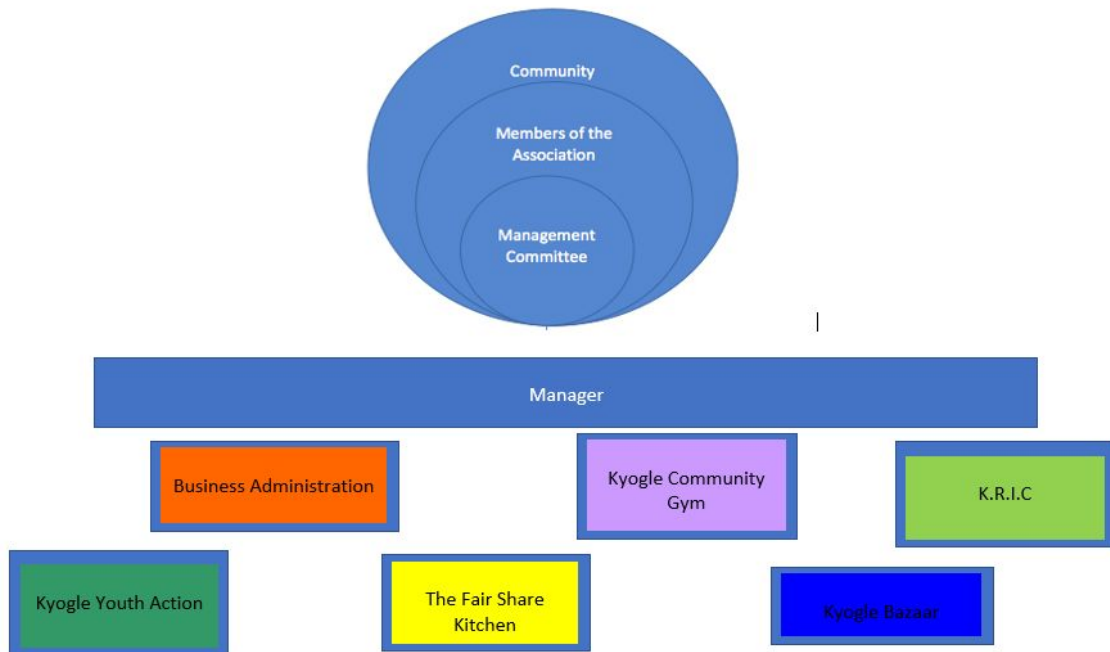 Community
Members of the
Association
Management
Committee
Manager
Business Administration
Kyogle Community
Gym
K.R.I.C
Kyogle Youth Action
The Fair Share
Kitchen
Kyogle Bazaar